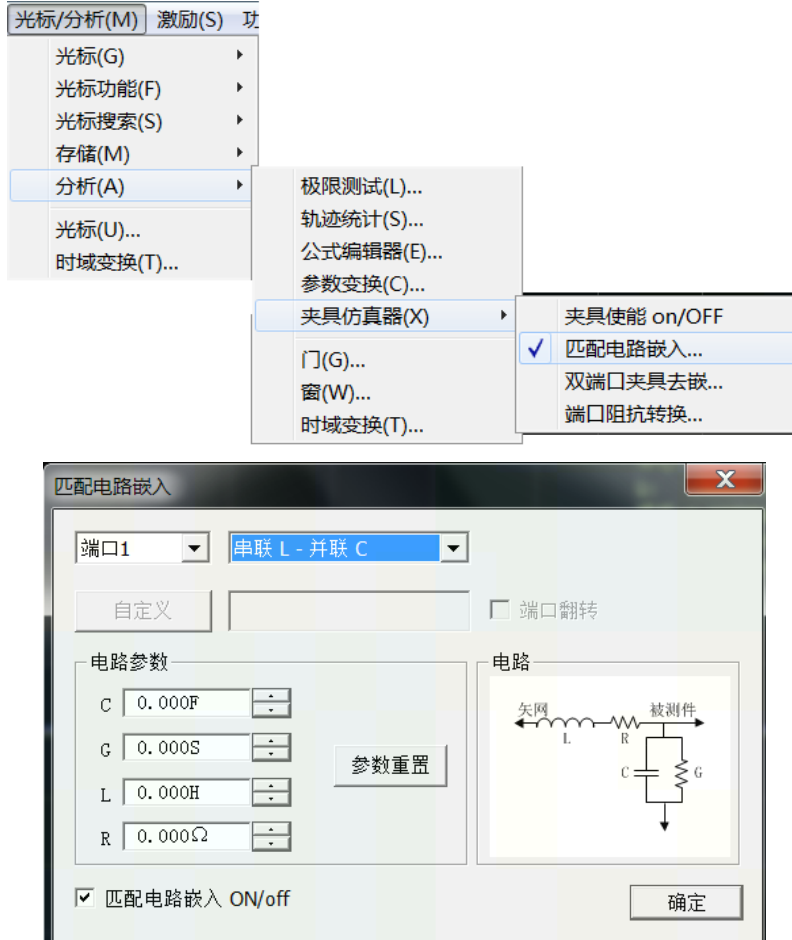 光标/分析(M) 激励(S) 功
光标(G)
光标功能(F)
光标搜索(S)
存储(M)
分析(A)
光标(U)...
时域变换(T)...
极限测试(L)...
轨迹统计(S)...
公式编辑器(E)...
参数变换(C)...
夹具仿真器(X)
门(G)...
窗(W)...
时域变换(T)...
夹具使能 on/OFF
匹配电路嵌入...
双端口夹具去嵌...
端口阻抗转换...
匹配电路嵌入
端口1 串联 L - 并联 C
自定义 端口翻转
电路参数
C 0.000F
G 0.000S
L 0.000H
R 0.000Ω
参数重置
电路
矢网 被测件
L R
C G
匹配电路嵌入 ON/off
确定